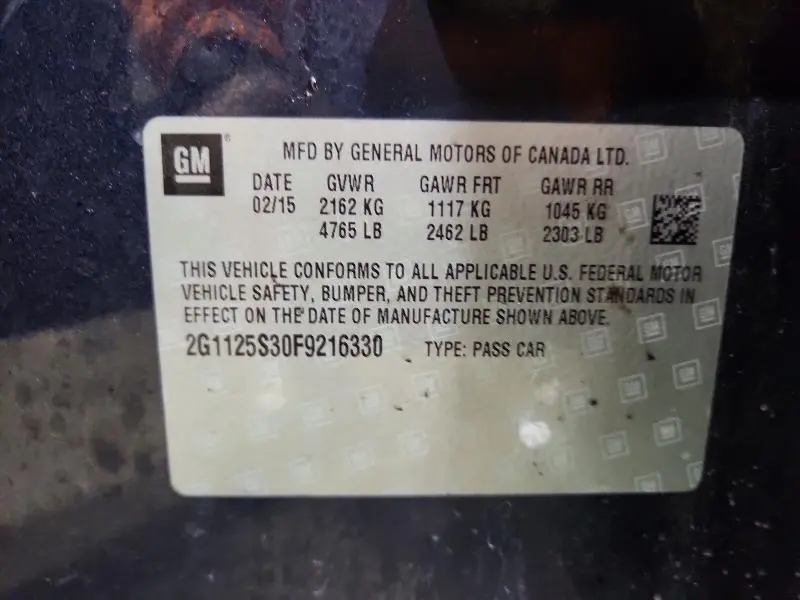 GM ®
MFD BY GENERAL MOTORS OF CANADA LTD.
DATE GVWR GAWR FRT GAWR RR
02/15 2162 KG 1117 KG 1045 KG
4765 LB 2462 LB 2303 LB
THIS VEHICLE CONFORMS TO ALL APPLICABLE U.S. FEDERAL MOTOR
VEHICLE SAFETY, BUMPER, AND THEFT PREVENTION STANDARDS IN
EFFECT ON THE DATE OF MANUFACTURE SHOWN ABOVE.
2G1125S30F9216330 TYPE: PASS CAR